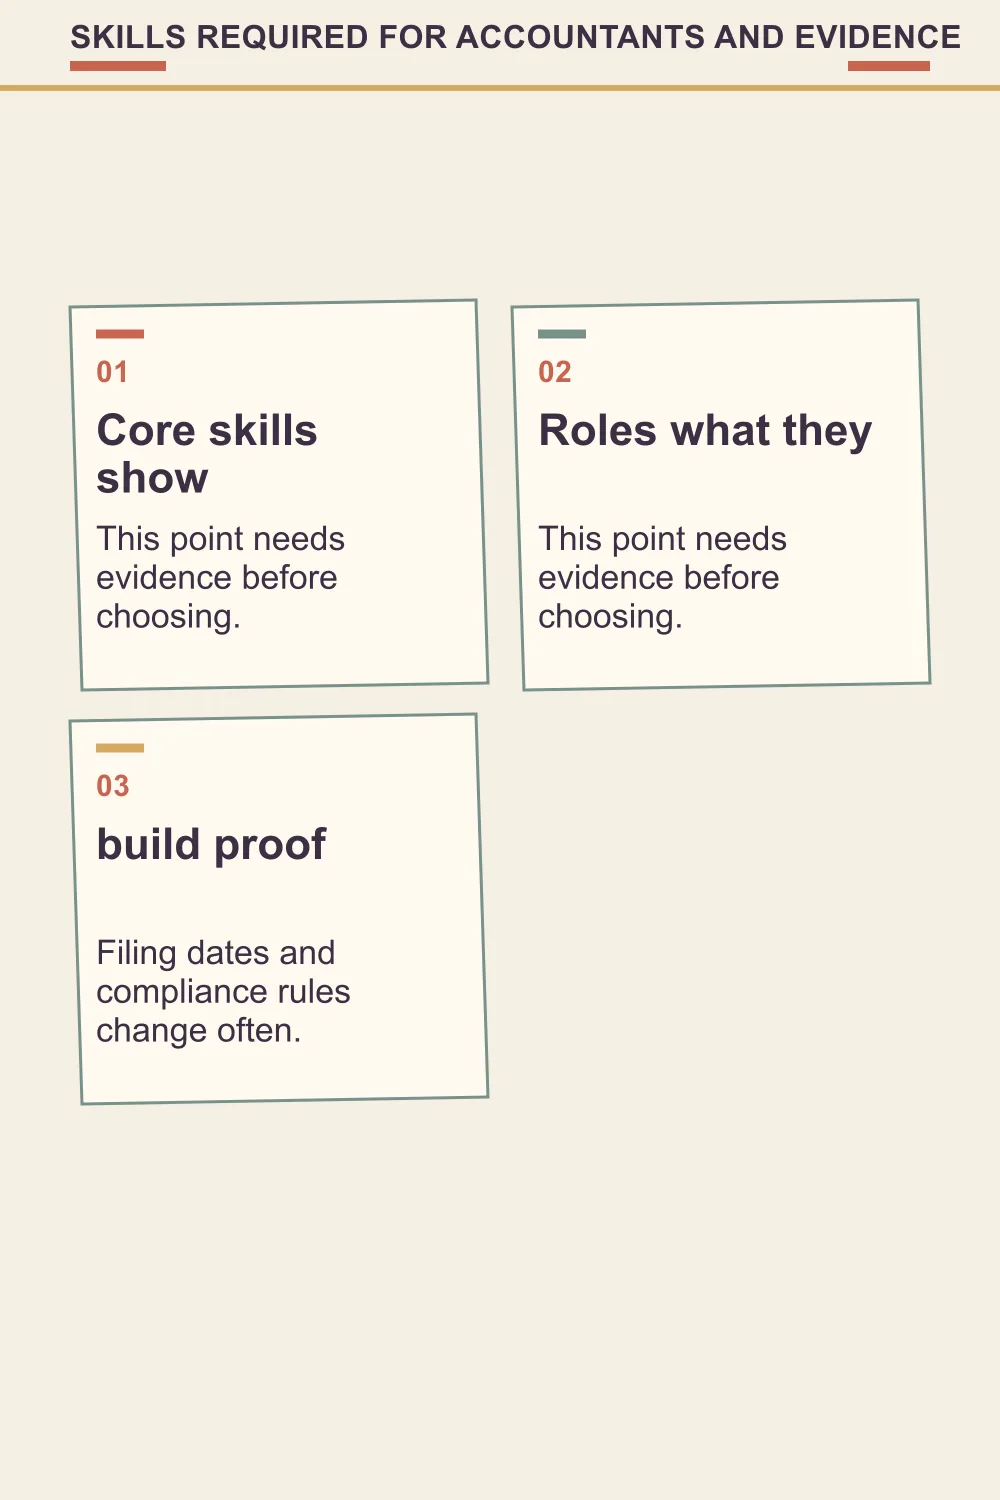 SKILLS REQUIRED FOR ACCOUNTANTS AND EVIDENCE
01
Core skills
show
This point needs
evidence before
choosing.
02
Roles what they
This point needs
evidence before
choosing.
03
build proof
Filing dates and
compliance rules
change often.